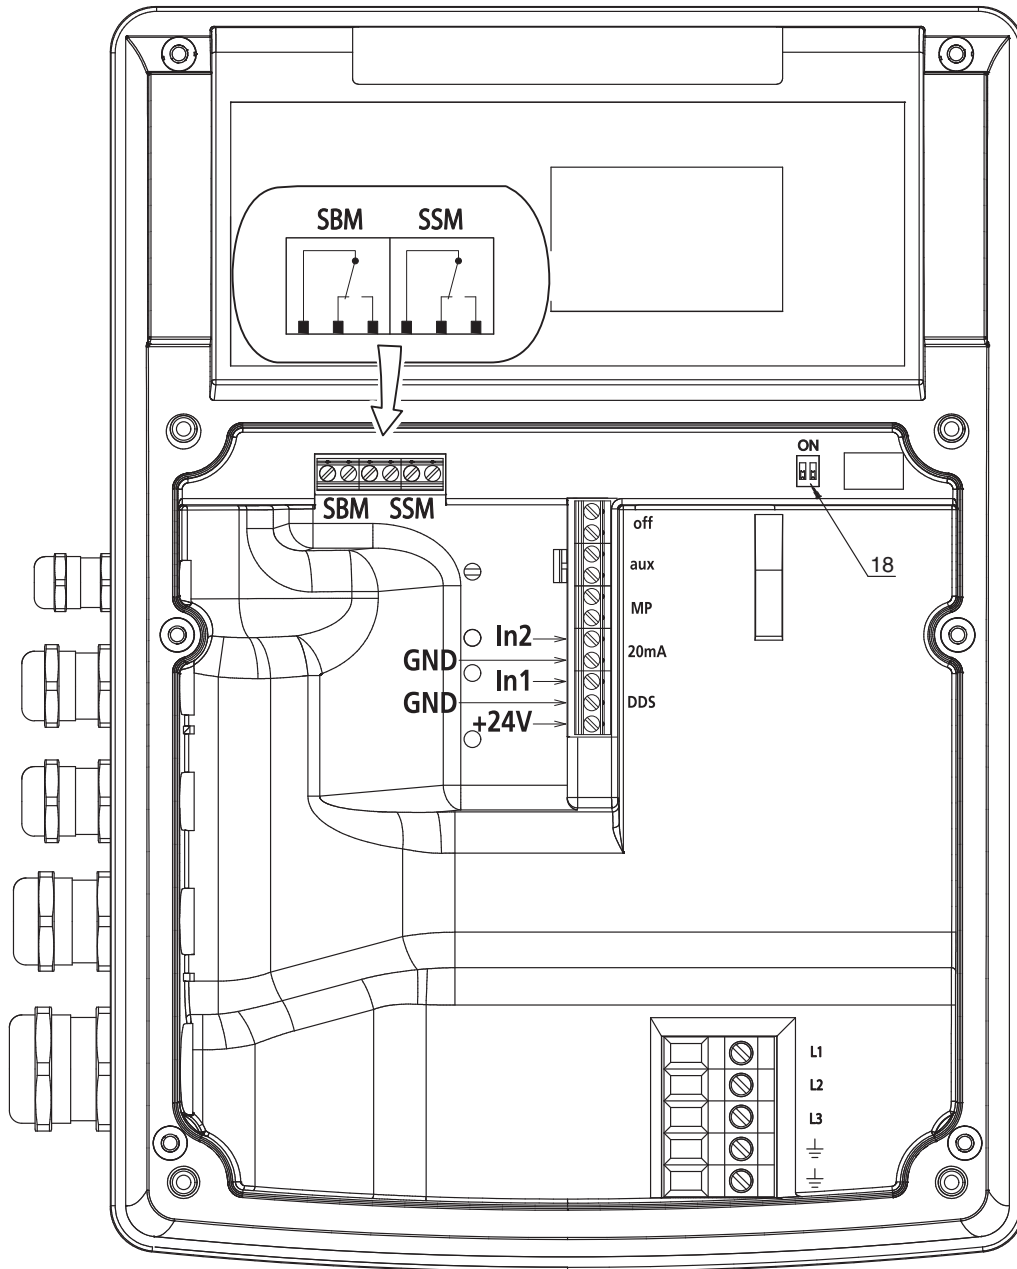 SBM SSM
ON
SBM SSM
off
18
aux
MP
In2
20mA
GND
In1
GND
DDS
+24V
L1
L2
L3